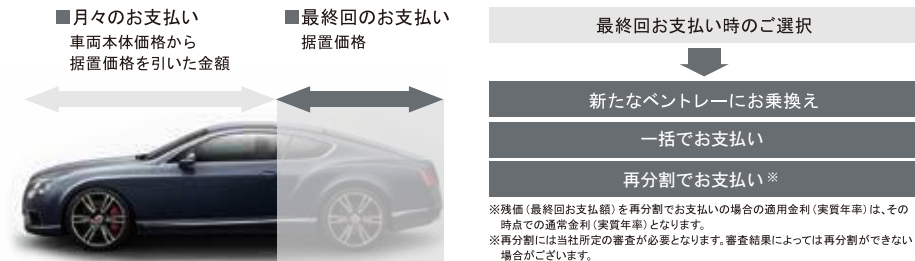 ■月々のお支払い
車両本体価格から
据置価格を引いた金額
■最終回のお支払い
据置価格
最終回お支払い時のご選択
新たなベントレーにお乗換え
一括でお支払い
再分割でお支払い※
※残価（最終回お支払額）を再分割でお支払いの場合の適用金利（実質年率）は、その
時点での通常金利（実質年率）となります。
※再分割には当社所定の審査が必要となります。審査結果によっては再分割ができない
場合がございます。